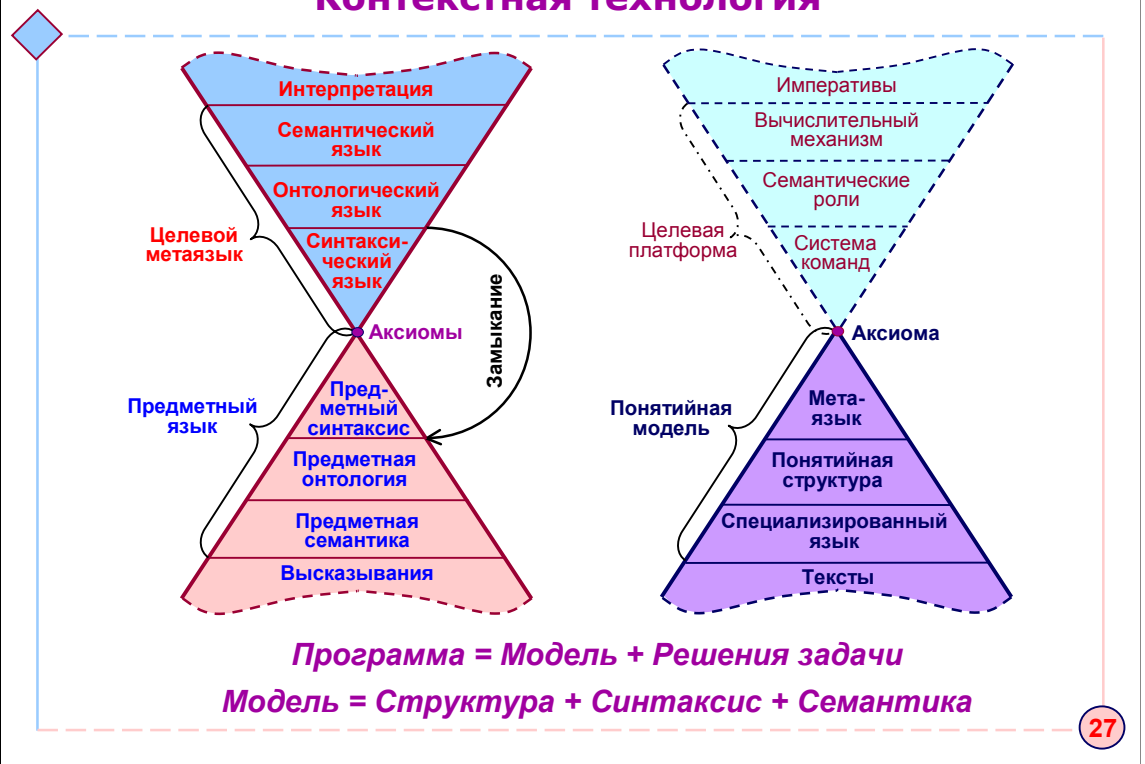 Контекстная технология
Интерпретация
Семантический
язык
Онтологический
язык
Синтакси-
ческий
язык
Целевой
метаязык
Аксиомы
Замыкание
Предметный
язык
Пред-
метный
синтаксис
Предметная
онтология
Предметная
семантика
Высказывания
Императивы
Вычислительный
механизм
Семантические
роли
Система
команд
Целевая
платформа
Аксиома
Понятийная
модель
Мета-
язык
Понятийная
структура
Специализированный
язык
Тексты
Программа = Модель + Решения задачи
Модель = Структура + Синтаксис + Семантика
27